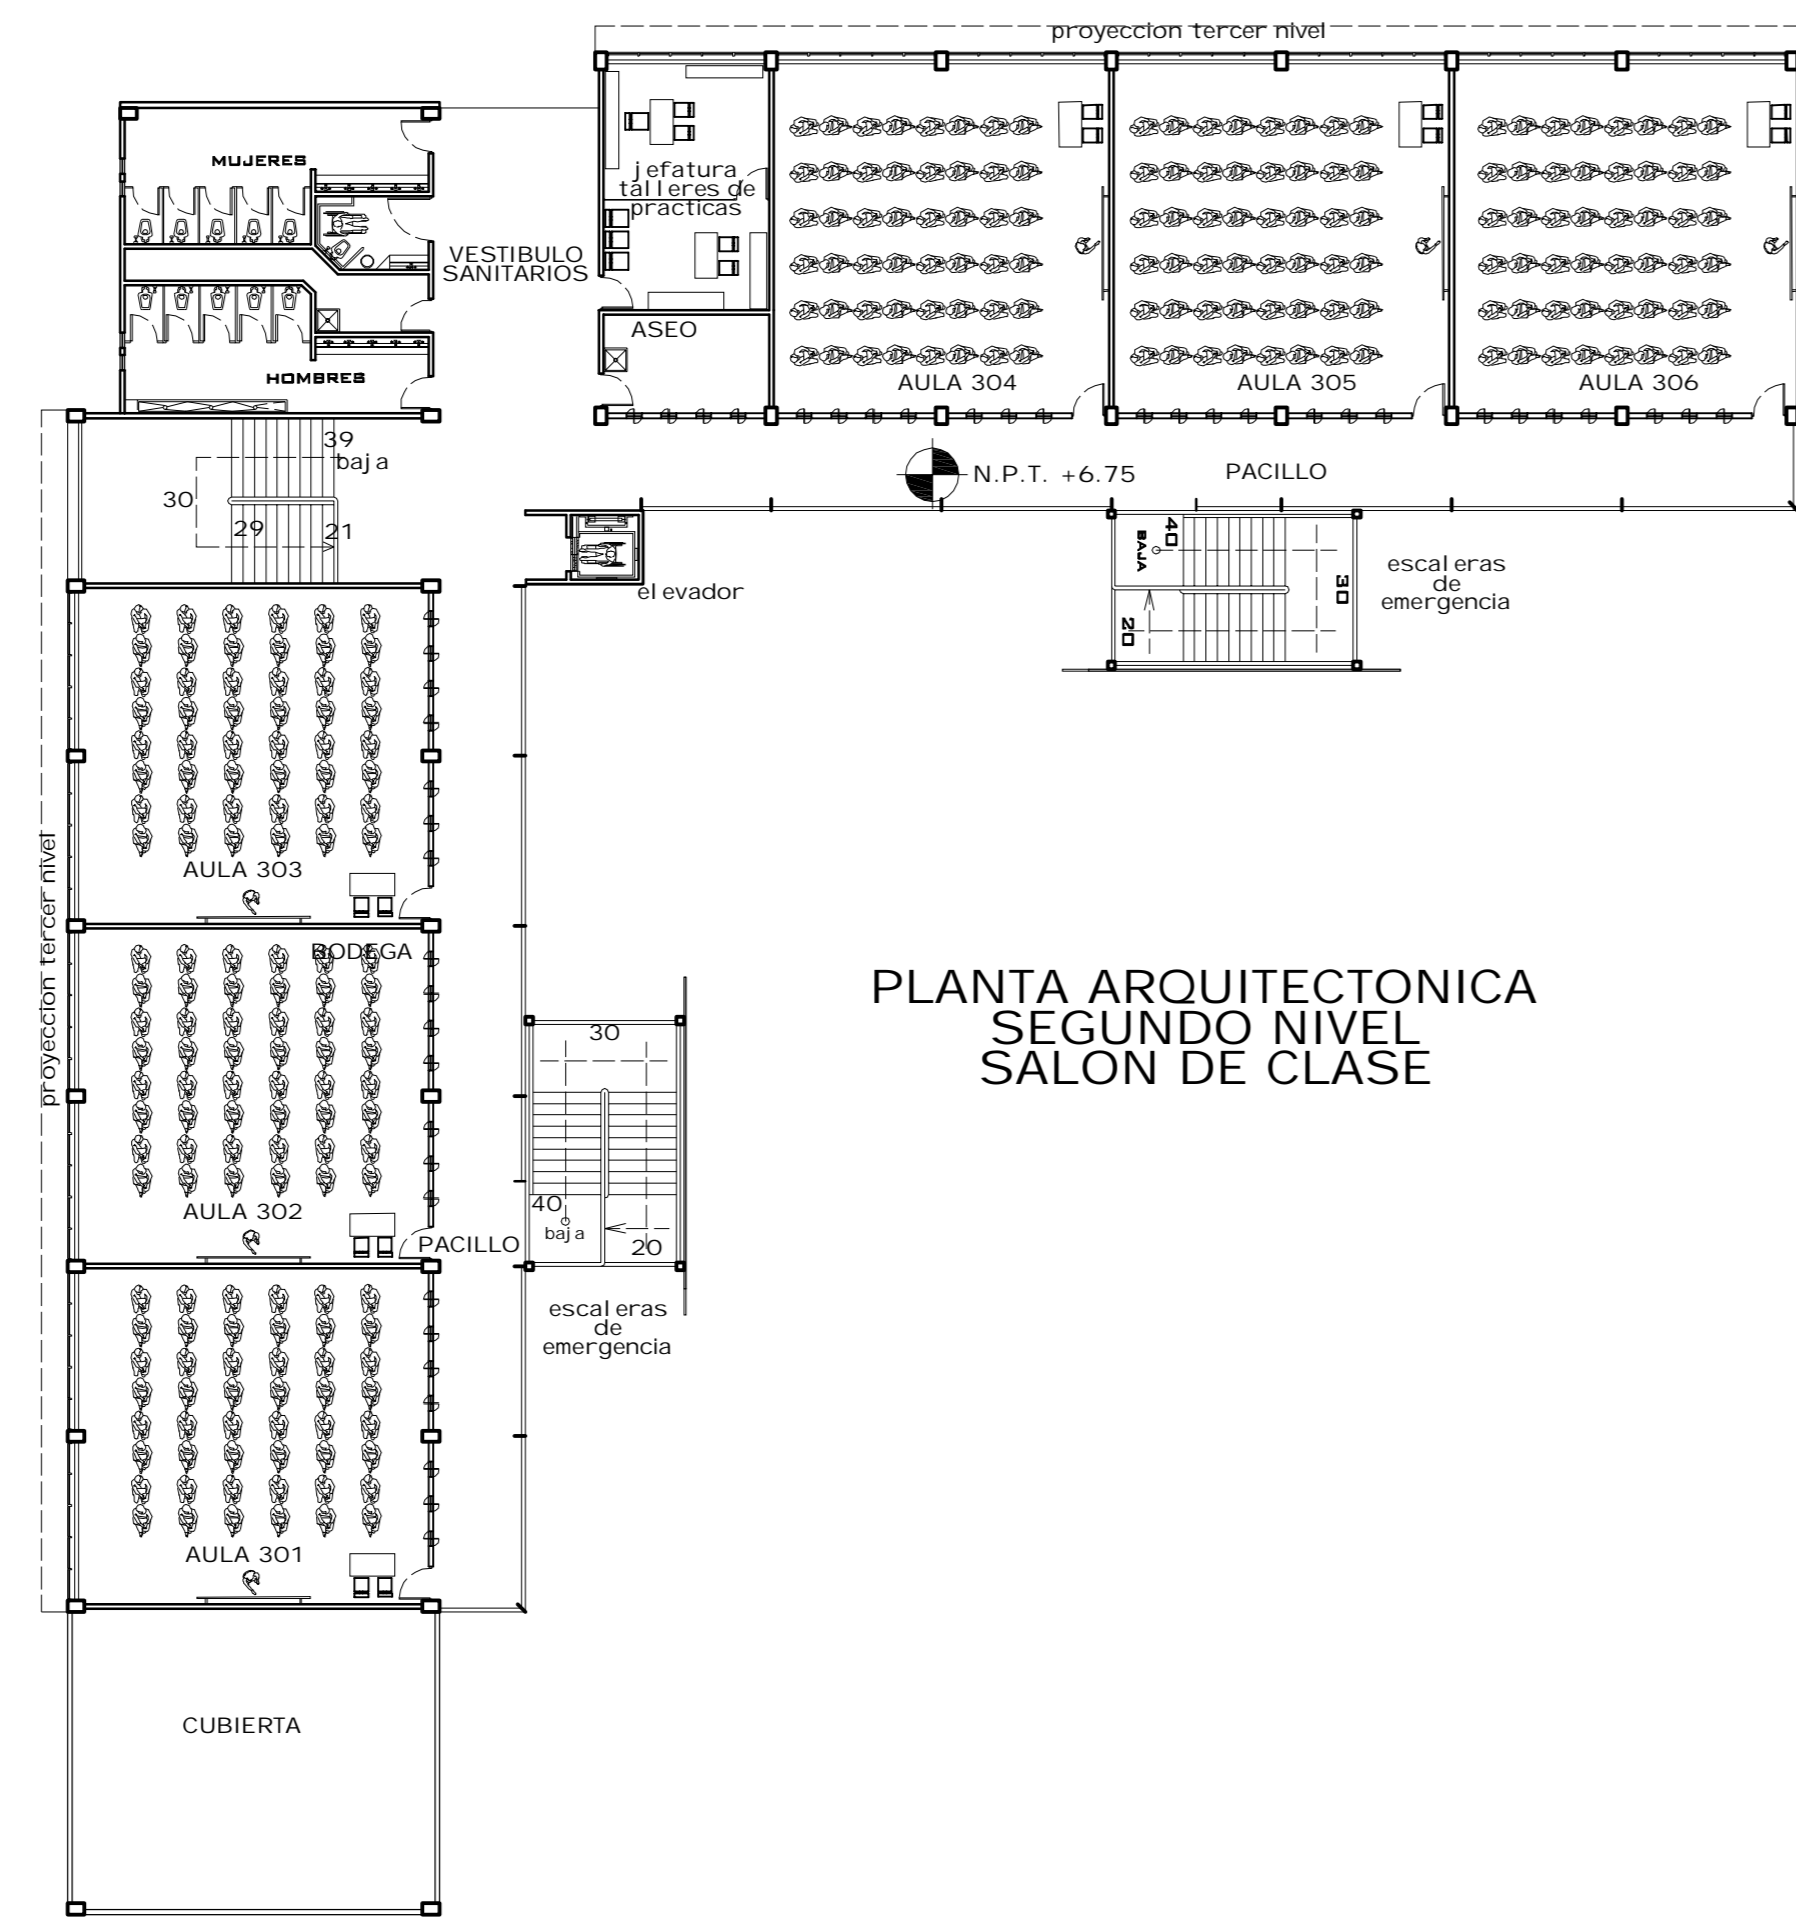 proyeccion tercer nivel
MUJERES
jefatura
talleres de
practicas
VESTIBULO
SANITARIOS
ASEO
HOMBRES
AULA 304
AULA 305
AULA 306
39
baja
30
29
21
N.P.T. +6.75
PACILLO
elevador
40
BAJA
30
20
escaleras
de
emergencia
proyeccion tercer nivel
AULA 303
BODEGA
PLANTA ARQUITECTONICA
SEGUNDO NIVEL
SALON DE CLASE
30
40
baja
20
AULA 302
PACILLO
escaleras
de
emergencia
AULA 301
CUBIERTA